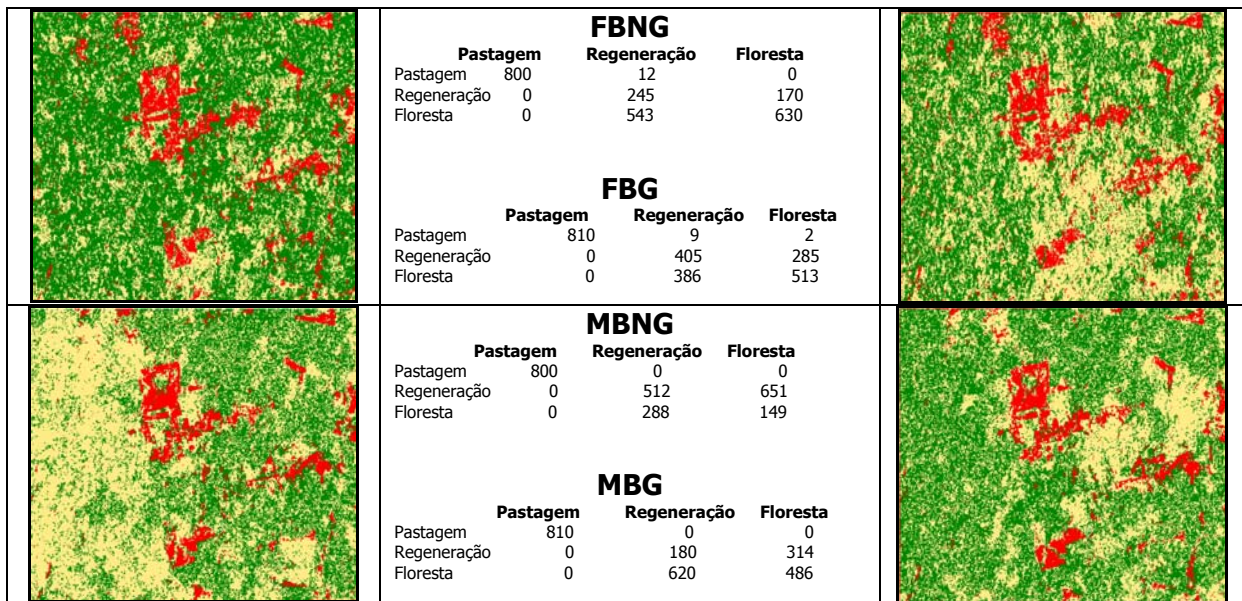 FBNG
Pastagem Regeneração Floresta
Pastagem 800 12 0
Regeneração 0 245 170
Floresta 0 543 630
FBG
Pastagem Regeneração Floresta
Pastagem 810 9 2
Regeneração 0 405 285
Floresta 0 386 513
MBNG
Pastagem Regeneração Floresta
Pastagem 800 0 0
Regeneração 0 512 651
Floresta 0 288 149
MBG
Pastagem Regeneração Floresta
Pastagem 810 0 0
Regeneração 0 180 314
Floresta 0 620 486